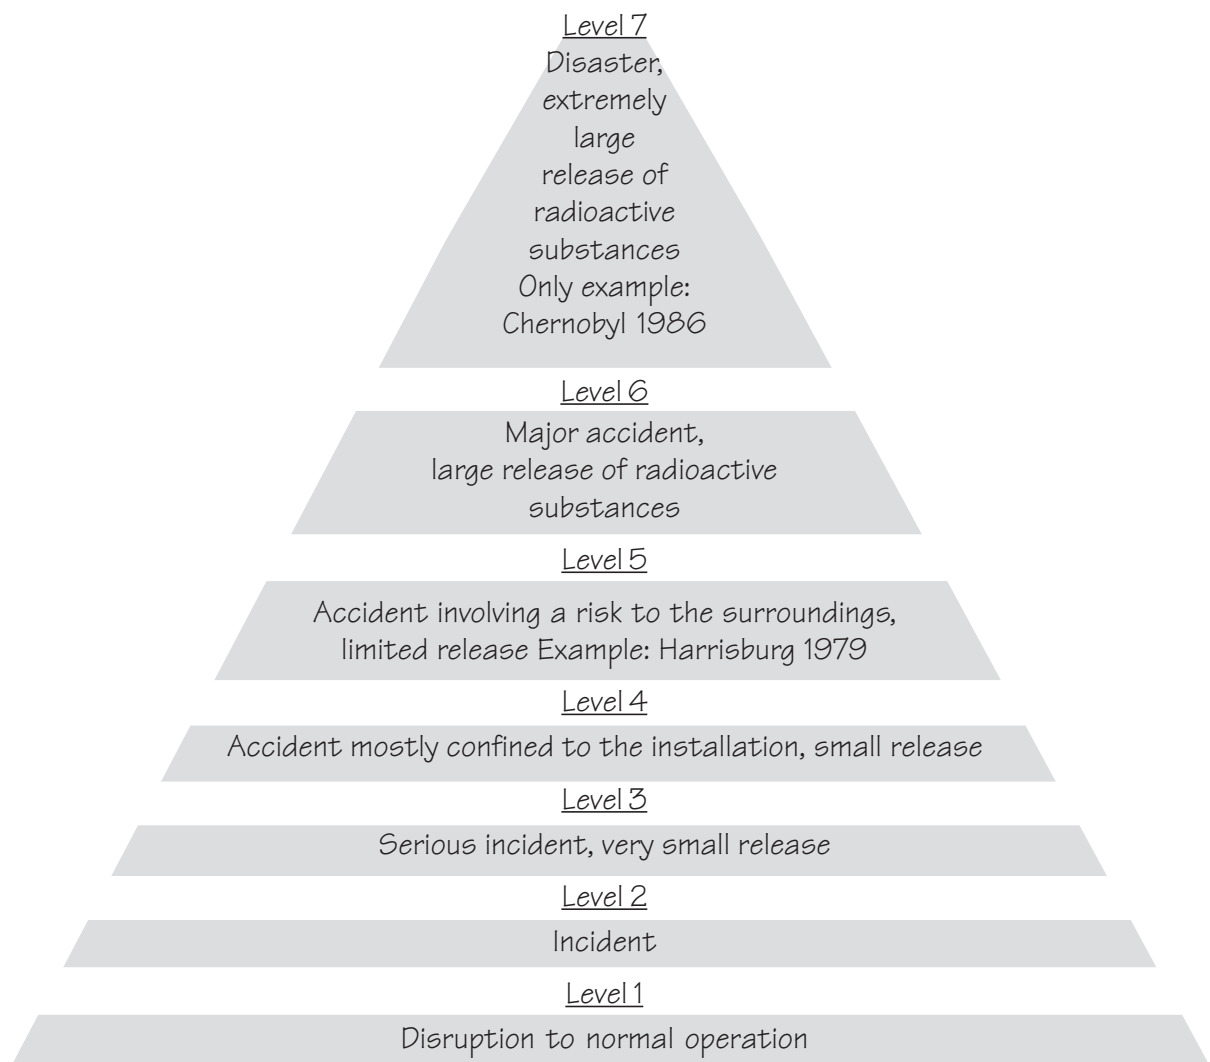 Level 7
Disaster,
extremely
large
release of
radioactive
substances
Only example:
Chernobyl 1986
Level 6
Major accident,
large release of radioactive
substances
Level 5
Accident involving a risk to the surroundings,
limited release Example: Harrisburg 1979
Level 4
Accident mostly confined to the installation, small release
Level 3
Serious incident, very small release
Level 2
Incident
Level 1
Disruption to normal operation